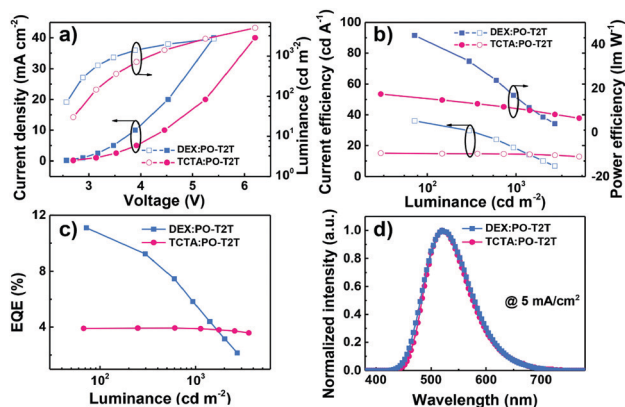 a)
Current density (mA cm⁻²)
40
30
20
10
0
3 4 5 6
Voltage (V)
10³
10²
10¹
10⁰
Luminance (cd m⁻²)
DEX:PO-T2T
TCTA:PO-T2T
b)
Current efficiency (cd A⁻¹)
100
80
60
40
20
0
10² 10³
Luminance (cd m⁻²)
40
20
0
-20
Power efficiency (lm W⁻¹)
DEX:PO-T2T
TCTA:PO-T2T
c)
EQE (%)
12
8
4
0
10² 10³
Luminance (cd m⁻²)
DEX:PO-T2T
TCTA:PO-T2T
d)
Normalized intensity (a.u.)
1.0
0.8
0.6
0.4
0.2
0.0
400 500 600 700
Wavelength (nm)
DEX:PO-T2T
TCTA:PO-T2T
@ 5 mA/cm²